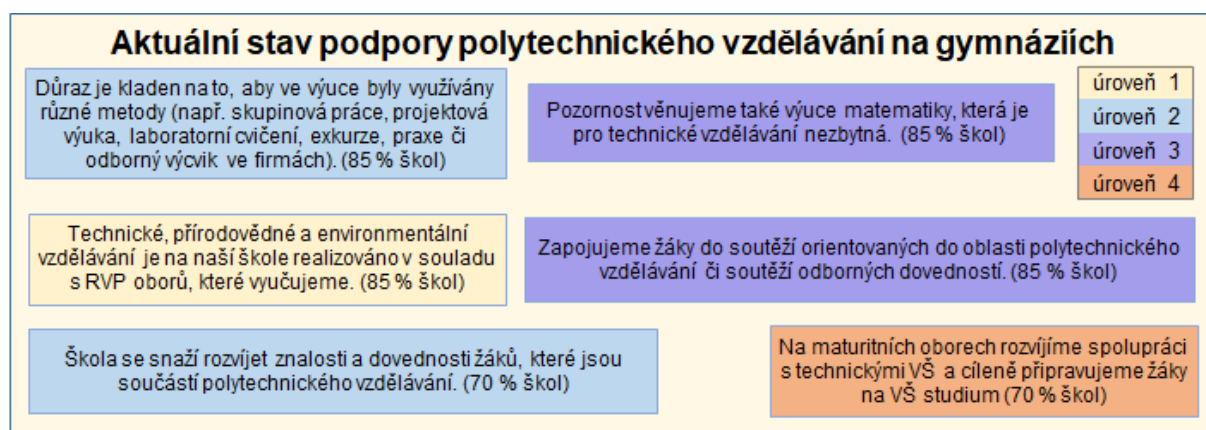 Aktuální stav podpory polytechnického vzdělávání na gymnáziích
Důraz je kladen na to, aby ve výuce byly využívány
různé metody (např. skupinová práce, projektová
výuka, laboratorní cvičení, exkurze, praxe či
odborný výcvik ve firmách). (85 % škol)
Pozornost věnujeme také výuce matematiky, která je
pro technické vzdělávání nezbytná. (85 % škol)
úroveň 1
úroveň 2
úroveň 3
úroveň 4
Technické, přírodovědné a environmentální
vzdělávání je na naší škole realizováno v souladu
s RVP oborů, které vyučujeme. (85 % škol)
Zapojujeme žáky do soutěží orientovaných do oblasti polytechnického
vzdělávání či soutěží odborných dovedností. (85 % škol)
Škola se snaží rozvíjet znalosti a dovednosti žáků, které jsou
součástí polytechnického vzdělávání. (70 % škol)
Na maturitních oborech rozvíjíme spolupráci
s technickými VŠ a cíleně připravujeme žáky
na VŠ studium (70 % škol)